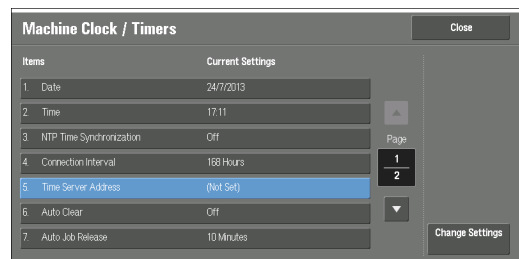 Machine Clock / Timers
Close
Items Current Settings
1. Date 24/7/2013
2. Time 17:11
3. NTP Time Synchronization Off
4. Connection Interval 168 Hours
5. Time Server Address (Not Set)
6. Auto Clear Off
7. Auto Job Release 10 Minutes
Page
1
2
Change Settings